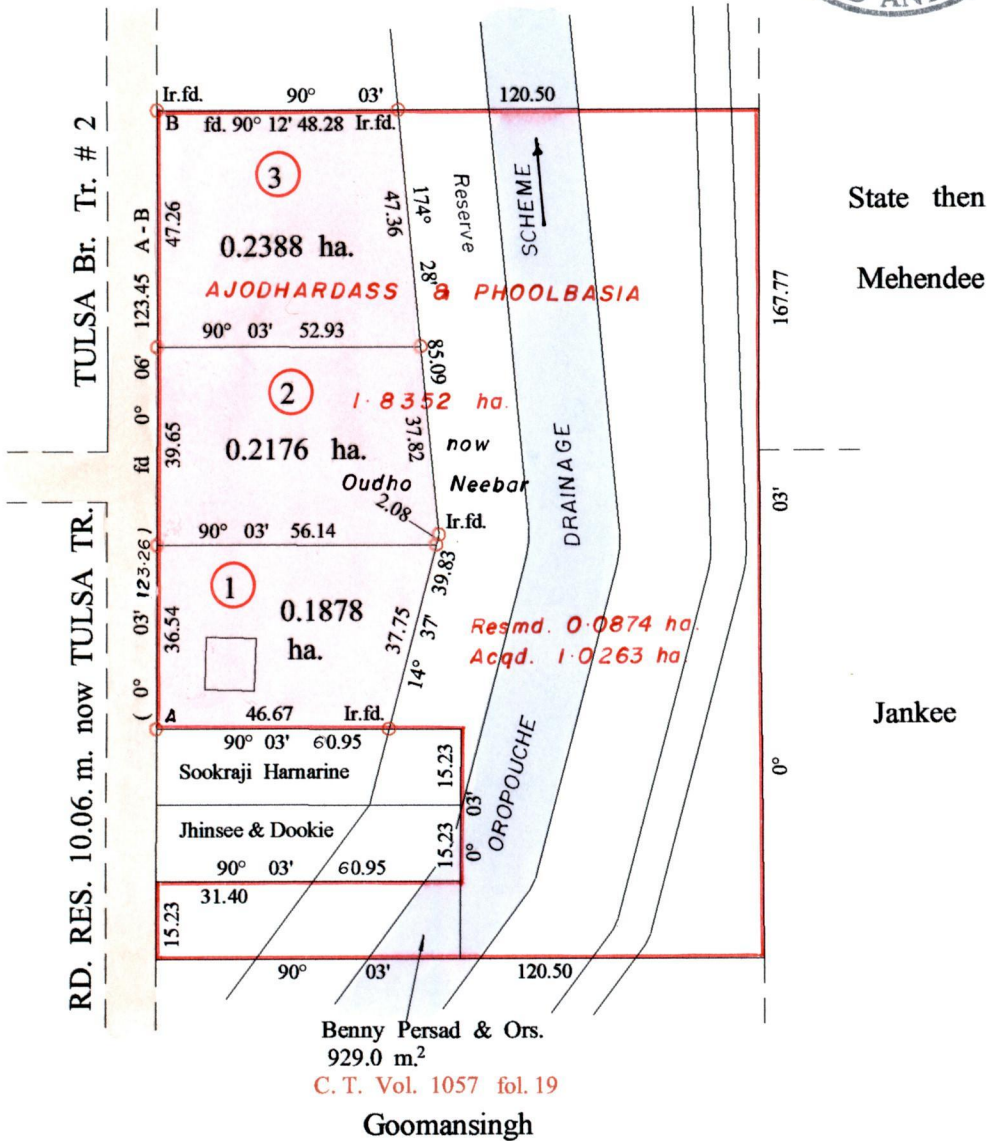 AN
Ir.fd. 90° 03' 120.50
B fd. 90° 12' 48.28 Ir.fd.
3
0.2388 ha.
47.26
47.36
174° 28'
85.09
Reserve
SCHEME
State then
Mehendee
AJODHARDASS & PHOOLBASIA
90° 03' 52.93
2
1.8352 ha.
0.2176 ha.
39.65
37.82
now
Oudho Neebar
2.08
Ir.fd.
90° 03' 56.14
DRAINAGE
167.77
0° 03'
1
0.1878
ha.
36.54
37.75
39.83
14° 37'
Resmd. 0.0874 ha.
Acqd. 1.0263 ha.
Jankee
A 46.67 Ir.fd.
90° 03' 60.95
Sookraji Harnarine
15.23
Jhinsee & Dookie
15.23
0° 03'
OROPOUCHE
90° 03' 60.95
31.40
15.23
90° 03' 120.50
TULSA Br. Tr. # 2
RD. RES. 10.06. m. now TULSA TR.
( 0° 03' 123.26 ) fd 0° 06' 123.45 A-B
Benny Persad & Ors.
929.0 m.²
C. T. Vol. 1057 fol. 19
Goomansingh